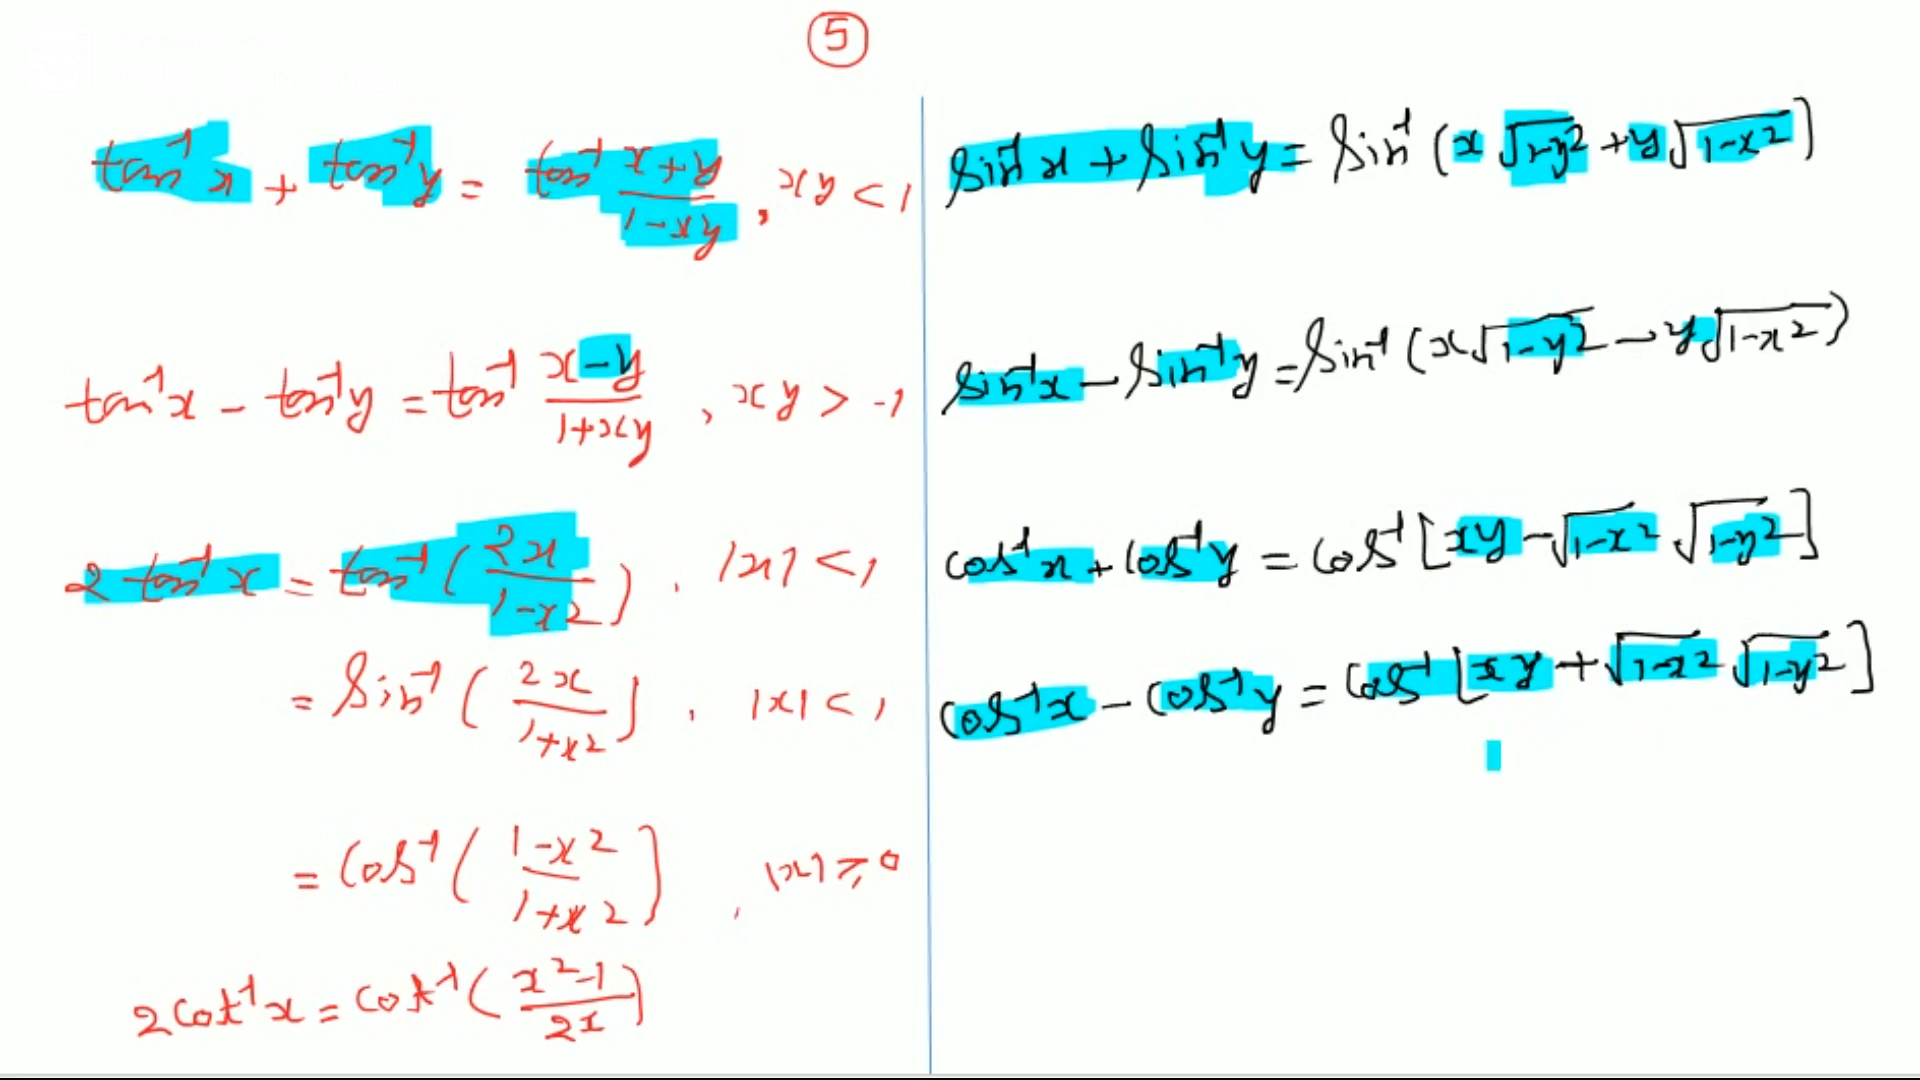 5
tan⁻¹x + tan⁻¹y = tan⁻¹ (x+y)/(1-xy), xy < 1
tan⁻¹x - tan⁻¹y = tan⁻¹ (x-y)/(1+xy), xy > -1
2 tan⁻¹x = tan⁻¹(2x/(1-x²)). |x| < 1
= Sin⁻¹(2x/(1+x²)). |x| < 1
= Cos⁻¹((1-x²)/(1+x²)), |x| ≥ 0
2Cot⁻¹x = Cot⁻¹((x²-1)/2x)
Sin⁻¹x + Sin⁻¹y = Sin⁻¹(x√(1-y²) + y√(1-x²))
Sin⁻¹x - Sin⁻¹y = Sin⁻¹(x√(1-y²) - y√(1-x²))
Cos⁻¹x + Cos⁻¹y = Cos⁻¹[xy - √(1-x²) √(1-y²)]
Cos⁻¹x - Cos⁻¹y = Cos⁻¹[xy + √(1-x²) √(1-y²)]